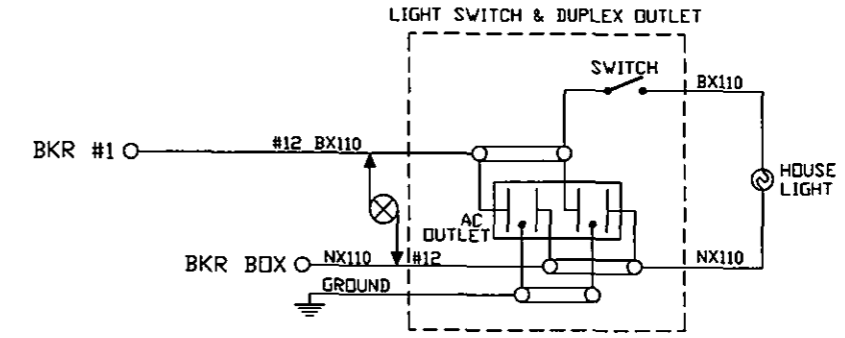 LIGHT SWITCH & DUPLEX OUTLET
SWITCH
BX110
BKR #1
#12 BX110
HOUSE
LIGHT
AC
OUTLET
BKR BOX
NX110
#12
NX110
GROUND